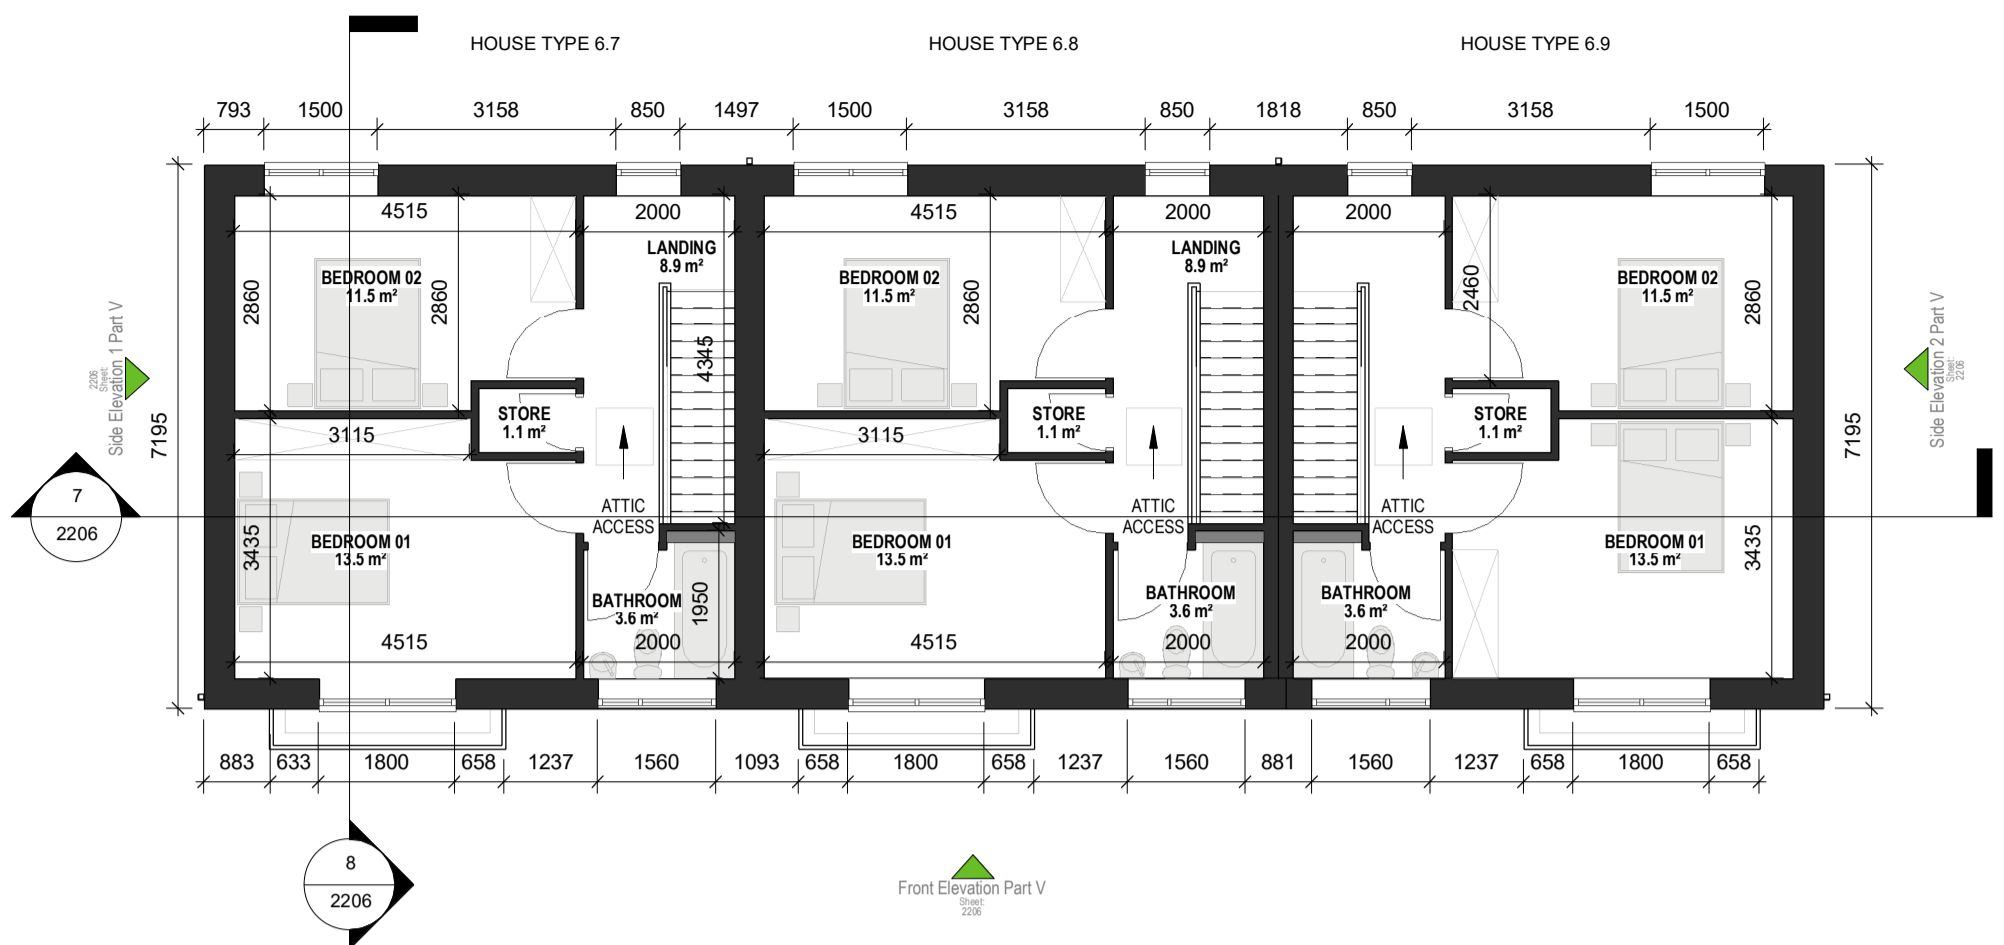 HOUSE TYPE 6.7
HOUSE TYPE 6.8
HOUSE TYPE 6.9
793 1500 3158 850 1497 1500 3158 850 1818 850 3158 1500
4515 2000 4515 2000 2000
LANDING
8.9 m²
LANDING
8.9 m²
BEDROOM 02
11.5 m²
BEDROOM 02
11.5 m²
BEDROOM 02
11.5 m²
2860 2860 2860 2460 2860
4345
Side Elevation 1 Part V
Sheet:
2206
Side Elevation 2 Part V
Sheet:
2206
7195
7195
STORE
1.1 m²
STORE
1.1 m²
STORE
1.1 m²
3115 3115
7
2206
ATTIC
ACCESS
ATTIC
ACCESS
ATTIC
ACCESS
BEDROOM 01
13.5 m²
BEDROOM 01
13.5 m²
BEDROOM 01
13.5 m²
3435 3435
BATHROOM
3.6 m²
BATHROOM
3.6 m²
BATHROOM
3.6 m²
1950
4515 2000 4515 2000 2000
883 633 1800 658 1237 1560 1093 658 1800 658 1237 1560 881 1560 1237 658 1800 658
8
2206
Front Elevation Part V
Sheet:
2206